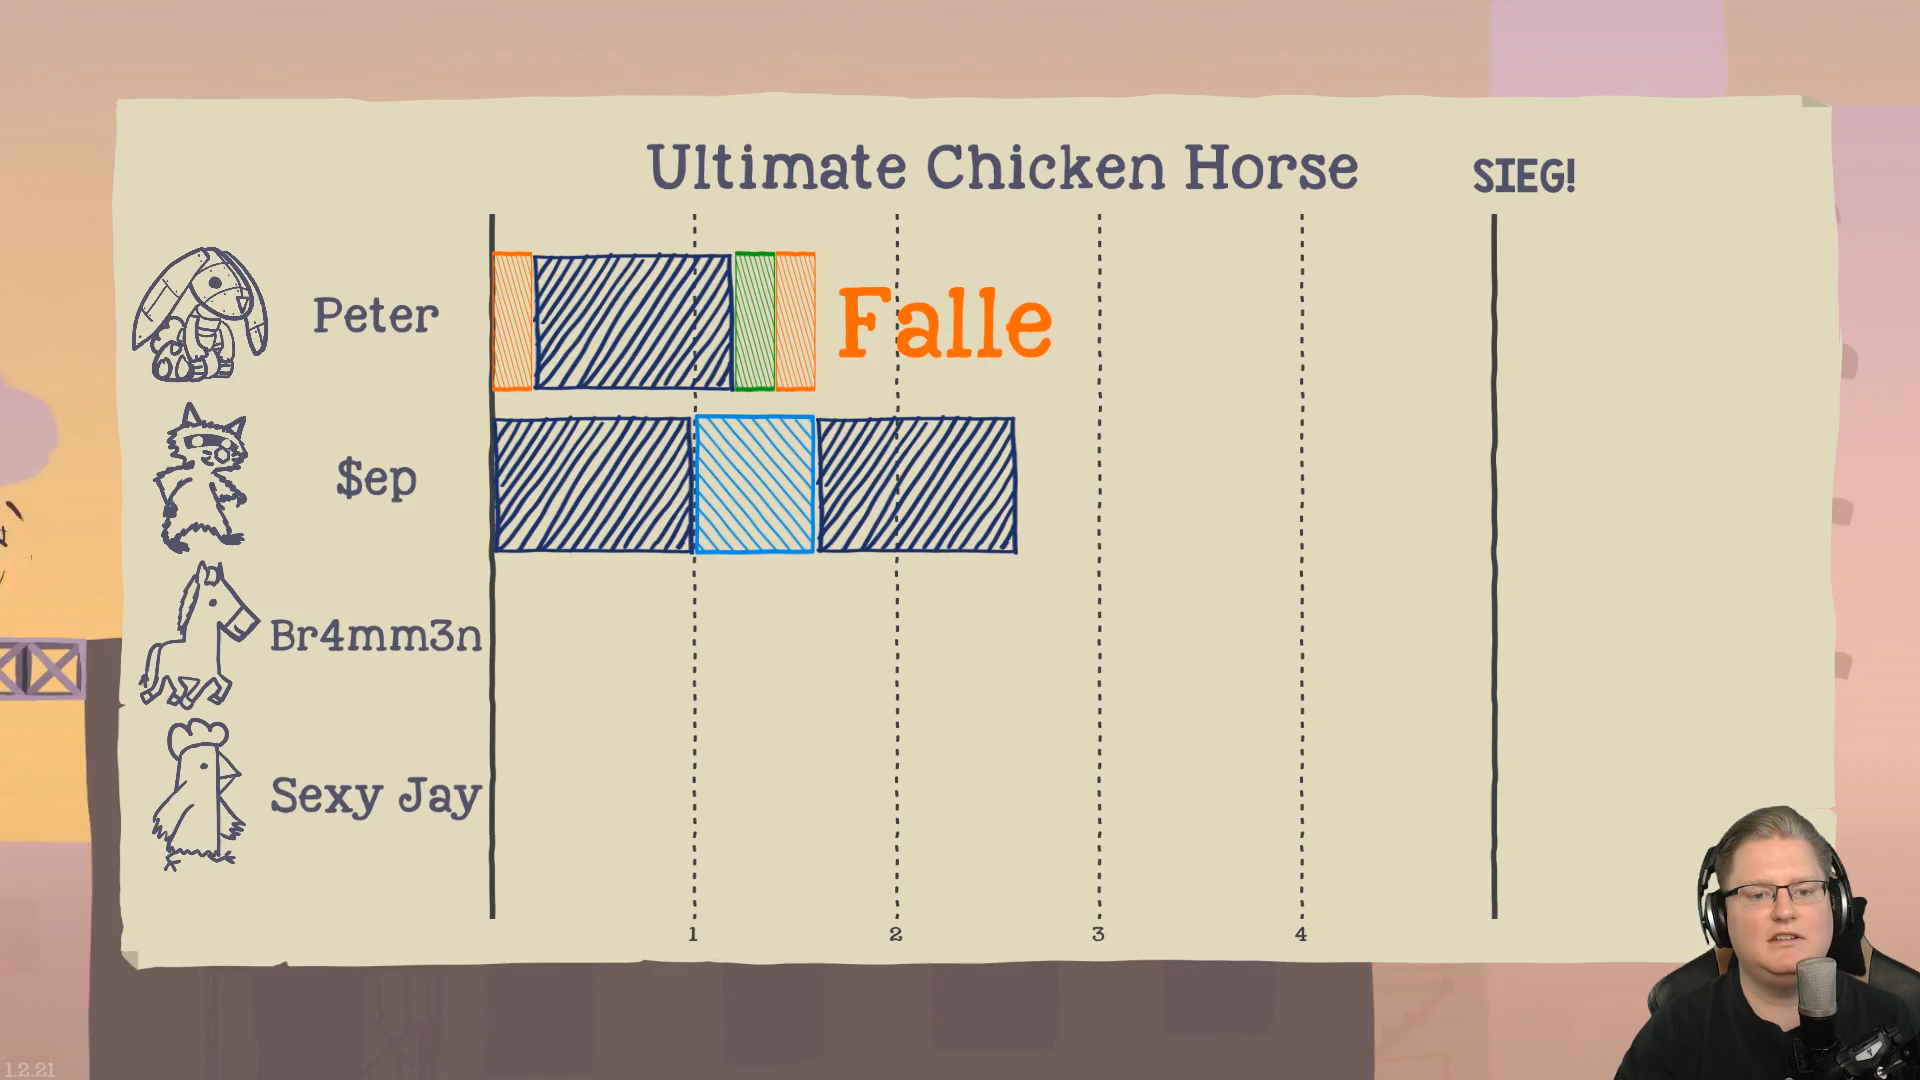 Ultimate Chicken Horse
SIEG!
Peter
Falle
$ep
Br4mm3n
Sexy Jay
1 2 3 4
1.2.21